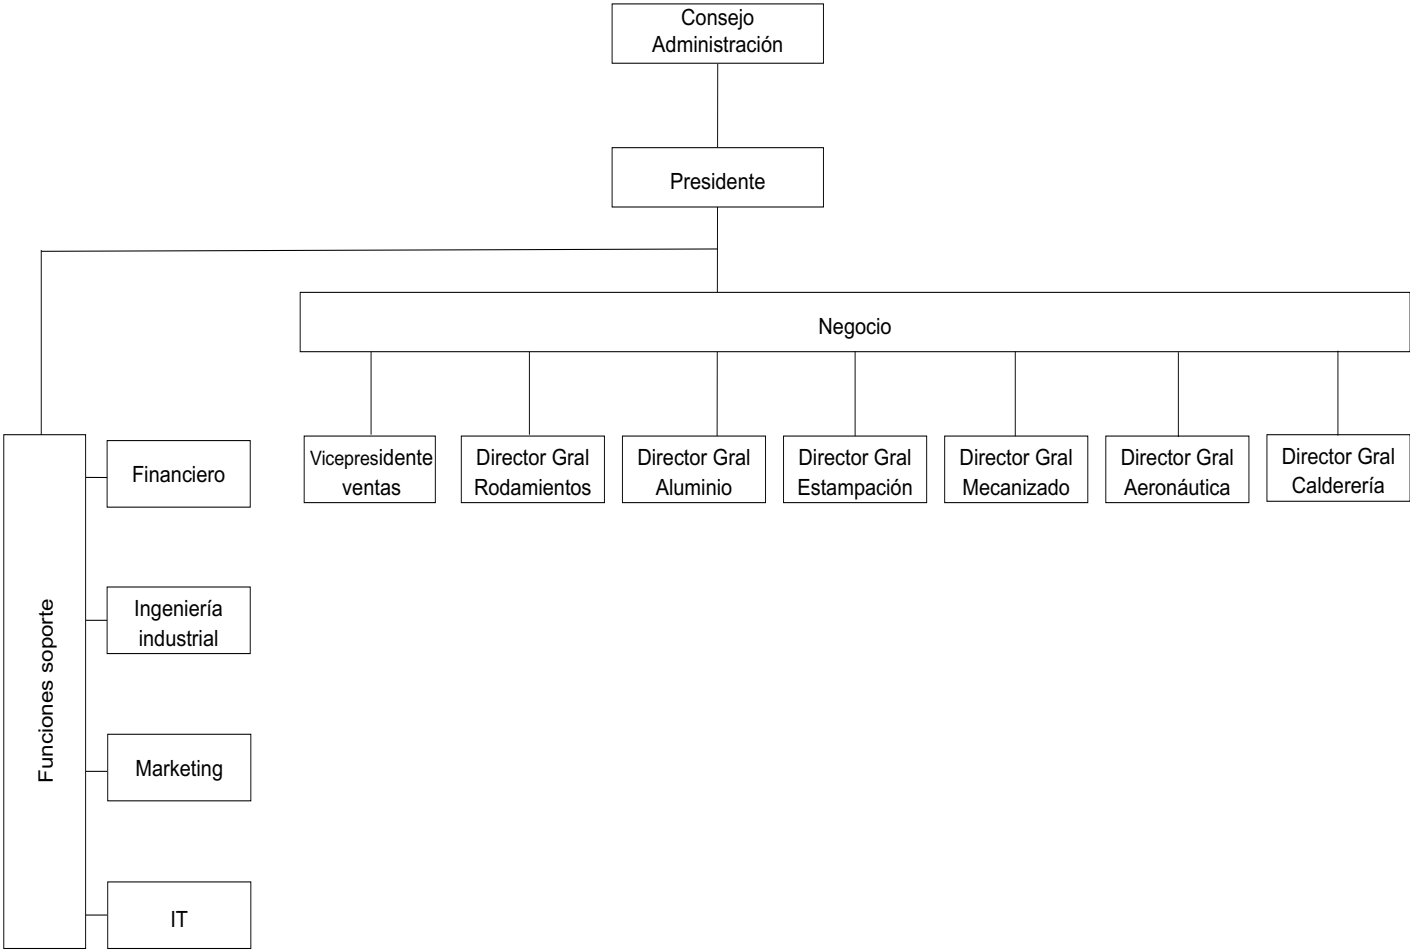 Consejo
Administración
Presidente
Negocio
Vicepresidente
ventas
Director Gral
Rodamientos
Director Gral
Aluminio
Director Gral
Estampación
Director Gral
Mecanizado
Director Gral
Aeronáutica
Director Gral
Calderería
Funciones soporte
Financiero
Ingeniería
industrial
Marketing
IT